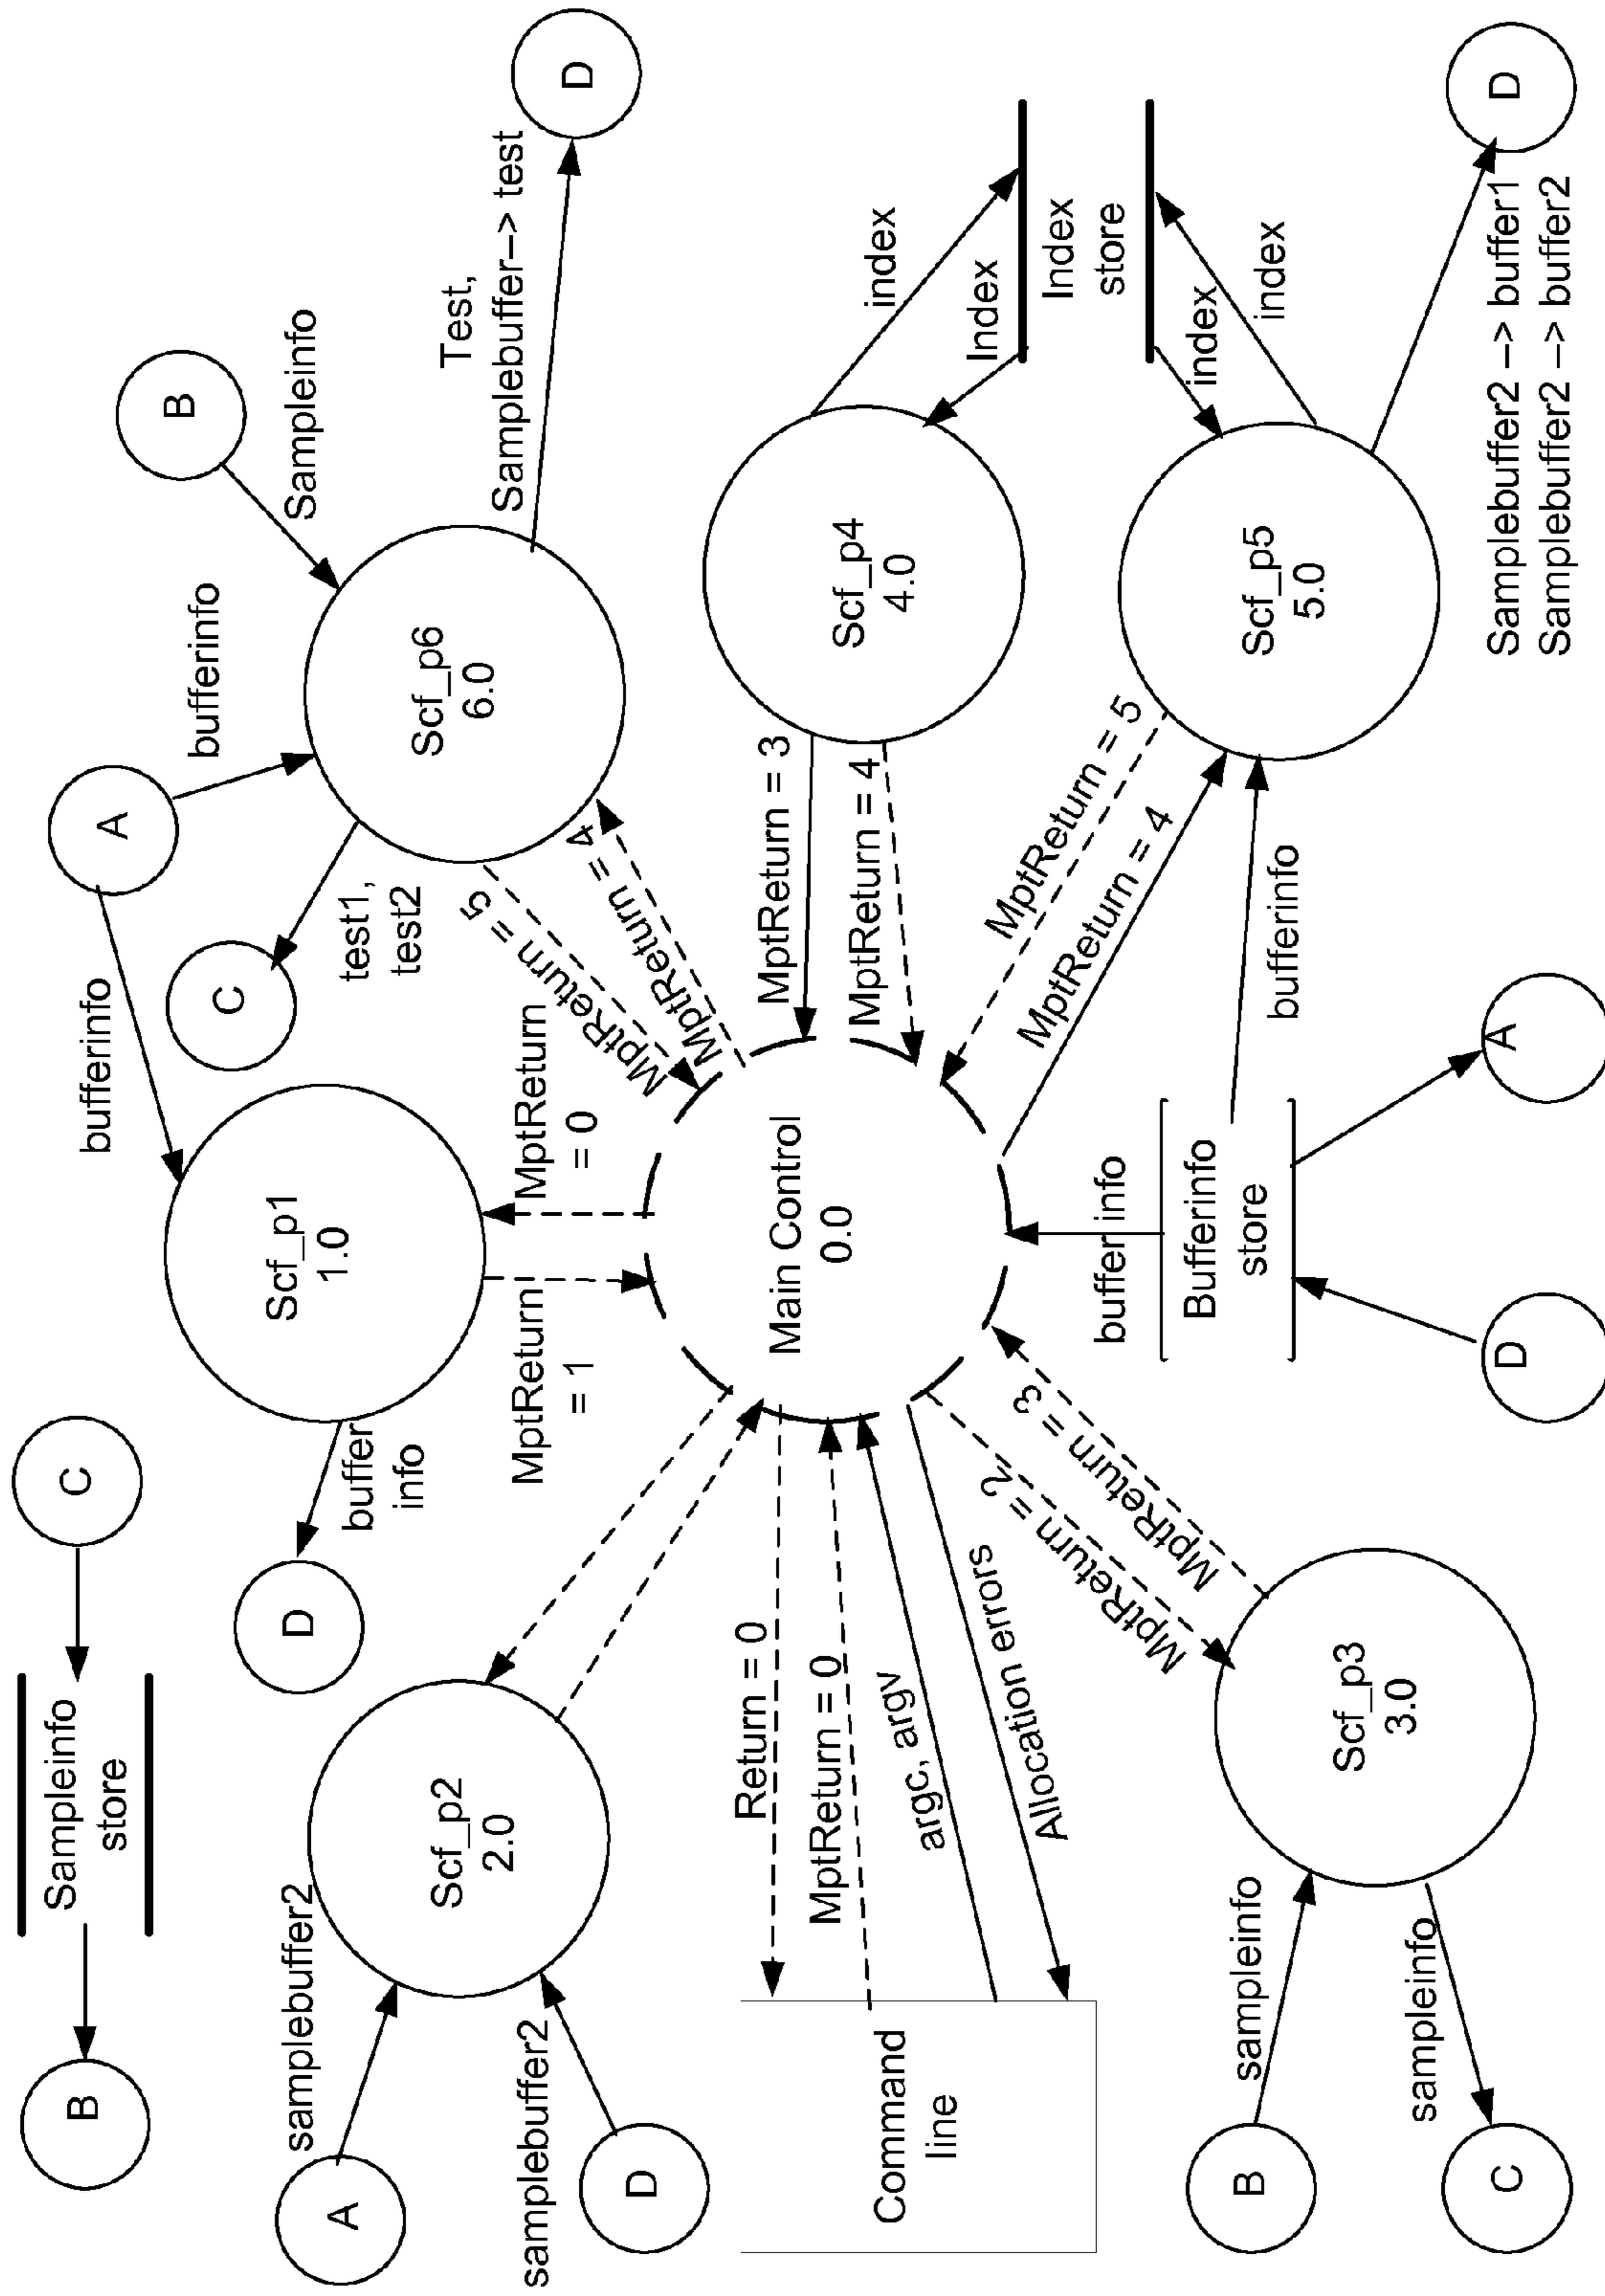 B
Sampleinfo
store
C
A
samplebuffer2
D
samplebuffer2
Scf_p2
2.0
D
buffer
info
Scf_p1
1.0
bufferinfo
A
bufferinfo
C
test1,
test2
Scf_p6
6.0
B
Sampleinfo
Test,
Samplebuffer--> test
D
MptReturn
= 1
MptReturn
= 0
MptReturn = 5
MptReturn = 4
Command
line
Return = 0
MptReturn = 0
argc, argv
Allocation errors
Main Control
0.0
MptReturn = 3
MptReturn = 4
Scf_p4
4.0
index
Index
Index
store
index
index
B
sampleinfo
sampleinfo
C
Scf_p3
3.0
MptReturn = 2
MptReturn = 3
bufferinfo
Bufferinfo
store
D
A
bufferinfo
MptReturn = 5
MptReturn = 4
Scf_p5
5.0
D
Samplebuffer2 --> buffer1
Samplebuffer2 --> buffer2